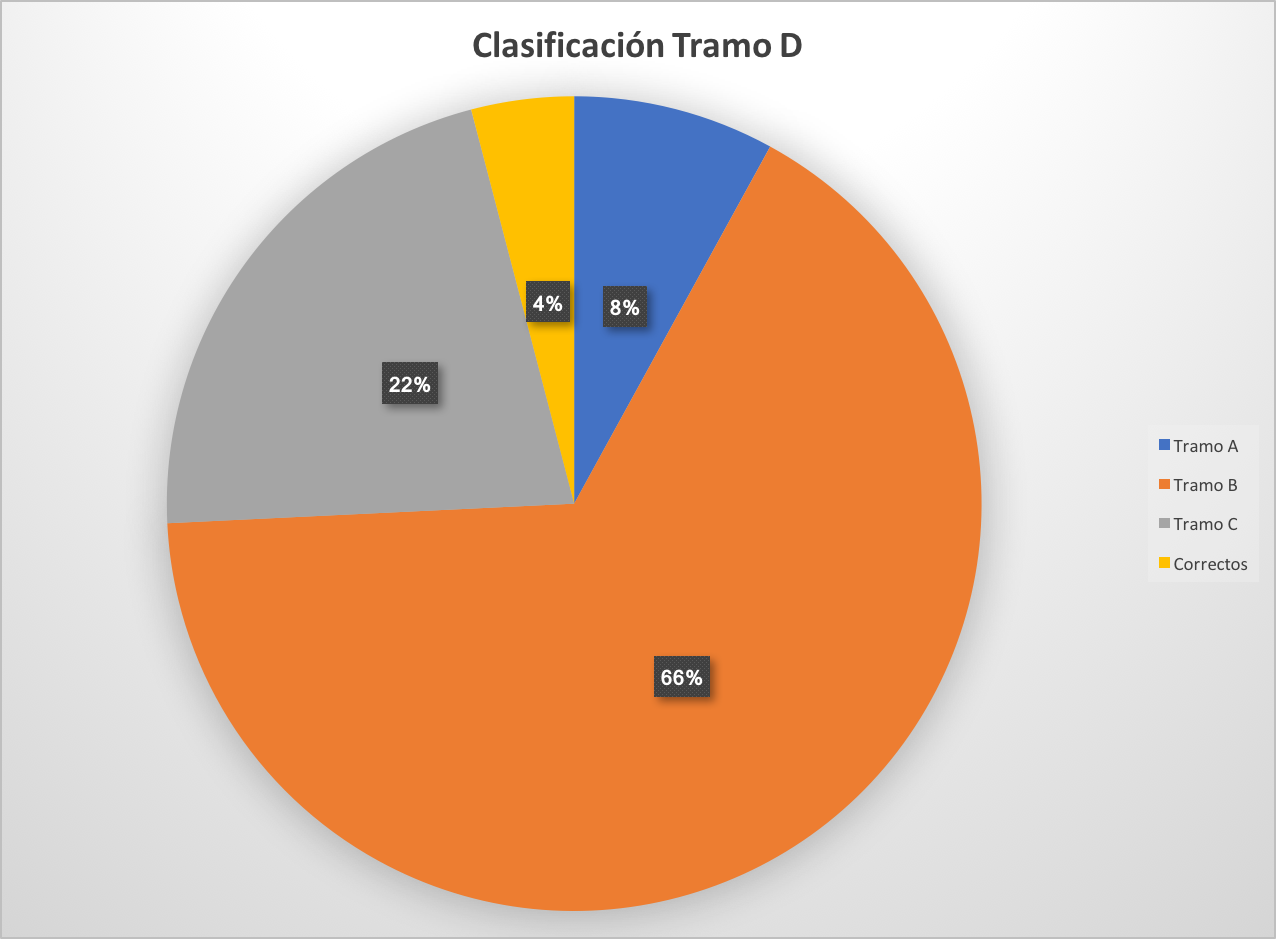 Clasificación Tramo D
4%
8%
22%
66%
Tramo A
Tramo B
Tramo C
Correctos